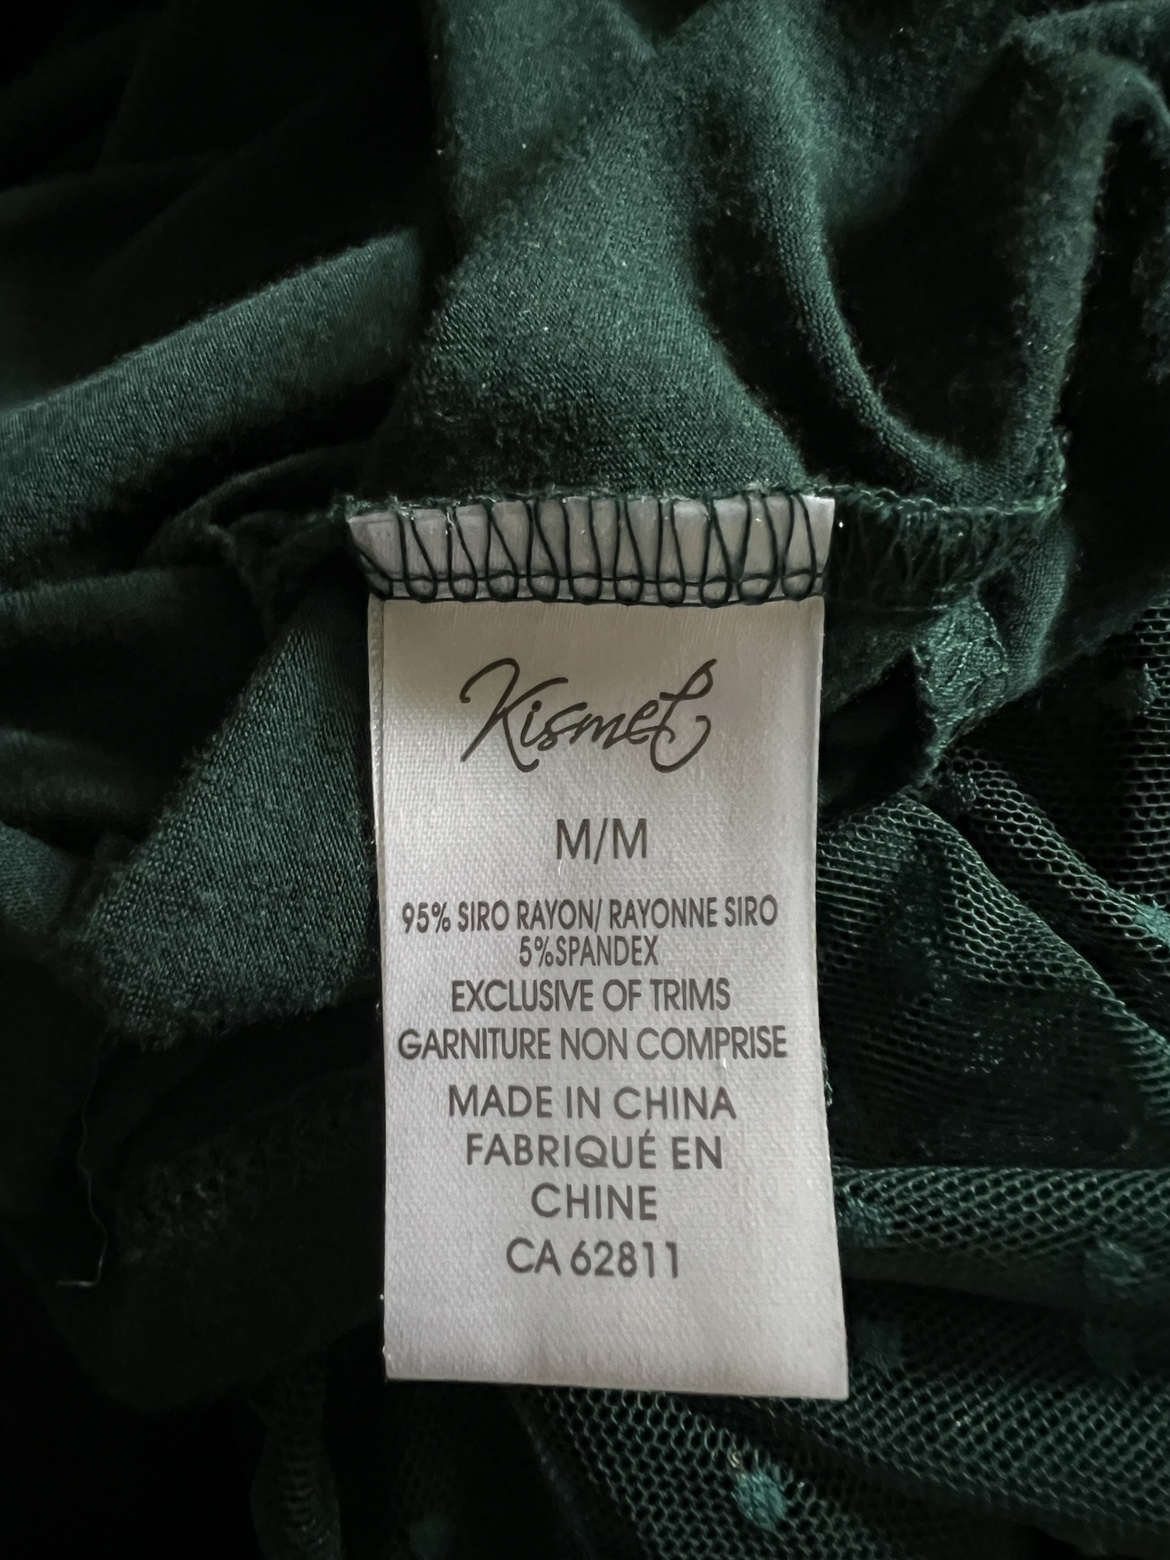 Kismet
M/M
95% SIRO RAYON/ RAYONNE SIRO
5%SPANDEX
EXCLUSIVE OF TRIMS
GARNITURE NON COMPRISE
MADE IN CHINA
FABRIQUÉ EN
CHINE
CA 62811